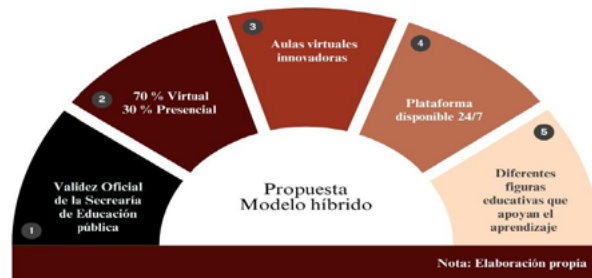 1
Validez Oficial
de la Secrearía
de Educación
pública
2
70 % Virtual
30 % Presencial
3
Aulas virtuales
innovadoras
4
Plataforma
disponible 24/7
5
Diferentes
figuras
educativas que
apoyan el
aprendizaje
Propuesta
Modelo híbrido
Nota: Elaboración propia